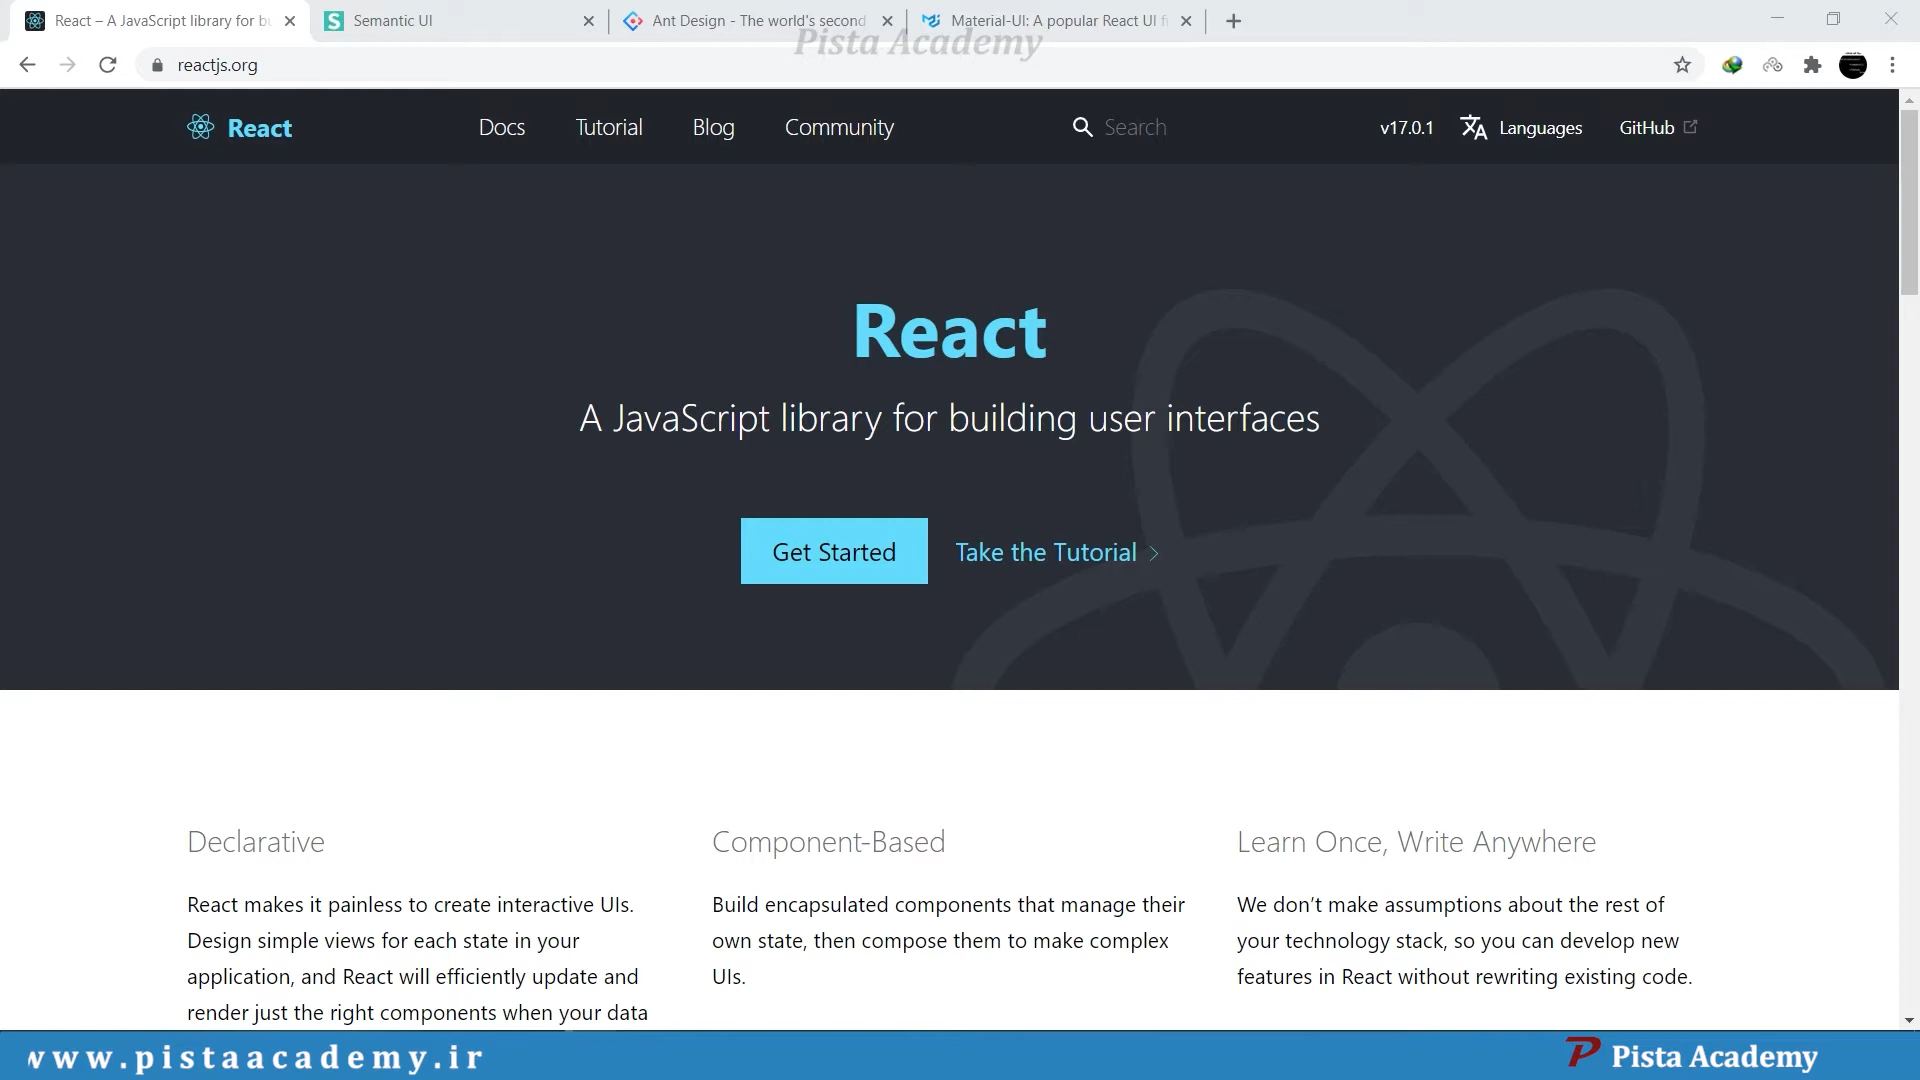 React – A JavaScript library for bu
Semantic UI
Ant Design - The world's second
Material-UI: A popular React UI f
Pista Academy
reactjs.org
React
Docs
Tutorial
Blog
Community
Search
v17.0.1
Languages
GitHub
React
A JavaScript library for building user interfaces
Get Started
Take the Tutorial
Declarative
React makes it painless to create interactive UIs.
Design simple views for each state in your
application, and React will efficiently update and
render just the right components when your data
Component-Based
Build encapsulated components that manage their
own state, then compose them to make complex
UIs.
Learn Once, Write Anywhere
We don’t make assumptions about the rest of
your technology stack, so you can develop new
features in React without rewriting existing code.
www.pistaacademy.ir
Pista Academy